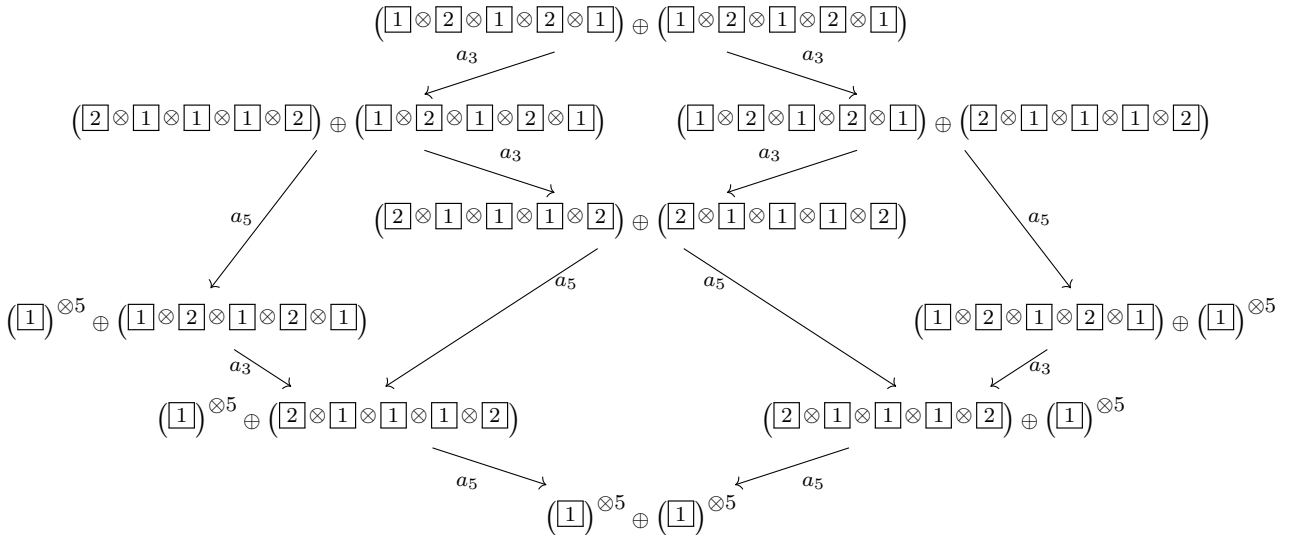 (1 ⊗ 2 ⊗ 1 ⊗ 2 ⊗ 1) ⊕ (1 ⊗ 2 ⊗ 1 ⊗ 2 ⊗ 1)
a₃ a₃
(2 ⊗ 1 ⊗ 1 ⊗ 1 ⊗ 2) ⊕ (1 ⊗ 2 ⊗ 1 ⊗ 2 ⊗ 1) (1 ⊗ 2 ⊗ 1 ⊗ 2 ⊗ 1) ⊕ (2 ⊗ 1 ⊗ 1 ⊗ 1 ⊗ 2)
a₃ a₃
a₅ (2 ⊗ 1 ⊗ 1 ⊗ 1 ⊗ 2) ⊕ (2 ⊗ 1 ⊗ 1 ⊗ 1 ⊗ 2) a₅
a₅ a₅
(1)^⊗5 ⊕ (1 ⊗ 2 ⊗ 1 ⊗ 2 ⊗ 1) (1 ⊗ 2 ⊗ 1 ⊗ 2 ⊗ 1) ⊕ (1)^⊗5
a₃ a₃
(1)^⊗5 ⊕ (2 ⊗ 1 ⊗ 1 ⊗ 1 ⊗ 2) (2 ⊗ 1 ⊗ 1 ⊗ 1 ⊗ 2) ⊕ (1)^⊗5
a₅ a₅
(1)^⊗5 ⊕ (1)^⊗5